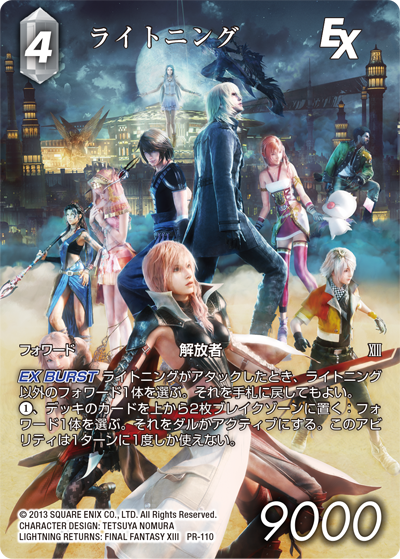 4 ライトニング EX
フォワード 解放者 XIII
EX BURST ライトニングがアタックしたとき、ライトニング
以外のフォワード1体を選ぶ。それを手札に戻してもよい。
①、デッキのカードを上から2枚ブレイクゾーンに置く：フォ
ワード1体を選ぶ。それをダルかアクティブにする。このアビ
リティは1ターンに1度しか使えない。
© 2013 SQUARE ENIX CO., LTD. All Rights Reserved.
CHARACTER DESIGN: TETSUYA NOMURA
LIGHTNING RETURNS: FINAL FANTASY XIII PR-110
9000